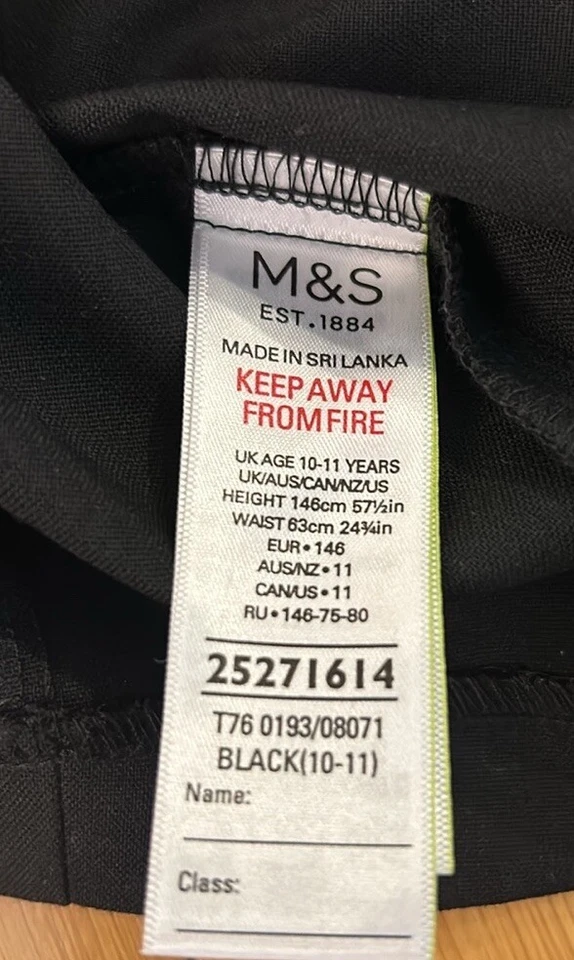 M&S
EST.1884
MADE IN SRI LANKA
KEEP AWAY
FROM FIRE
UK AGE 10-11 YEARS
UK/AUS/CAN/NZ/US
HEIGHT 146cm 57½in
WAIST 63cm 24¾in
EUR•146
AUS/NZ•11
CAN/US•11
RU•146-75-80
25271614
T76 0193/08071
BLACK(10-11)
Name:
Class: